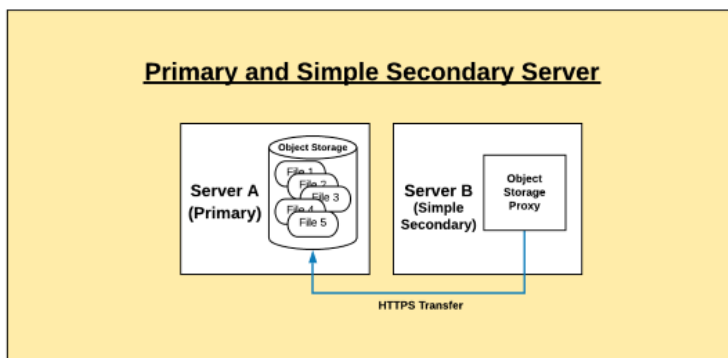 Primary and Simple Secondary Server
Object Storage
File 1
File 2
File 3
File 4
File 5
Server A
(Primary)
Server B
(Simple
Secondary)
Object
Storage
Proxy
HTTPS Transfer